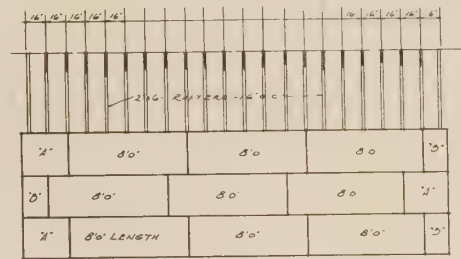 16" 16" 16" 16" 16" 16 16" 16" 16" 6"
2"x6" RAFTERS - 16" O.C.
"A" 8'0" 8'0 8'0 "B"
"B" 8'0" 8'0 8'0 "A"
"A" 8'0" LENGTH 8'0" 8'0" "B"